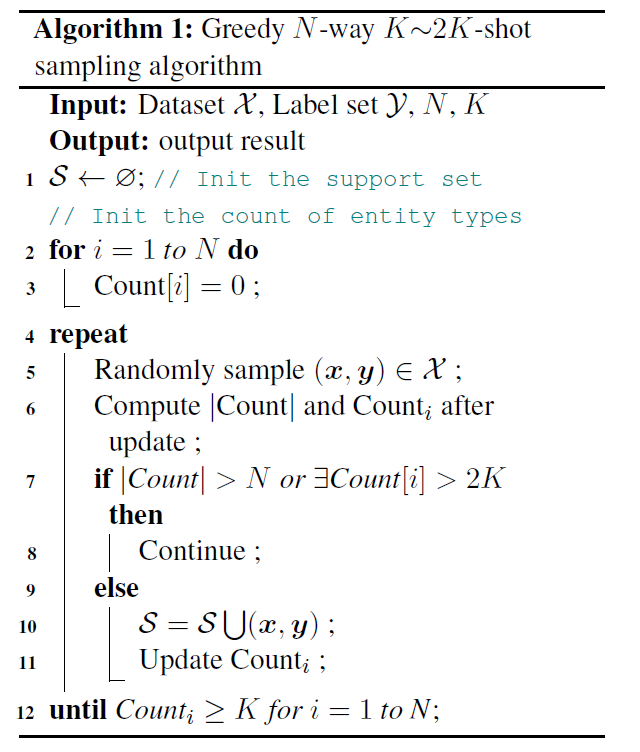 Algorithm 1: Greedy N-way K∼2K-shot
sampling algorithm
Input: Dataset 𝒳, Label set 𝒴, N, K
Output: output result
1 𝒮 ← ∅; // Init the support set
// Init the count of entity types
2 for i = 1 to N do
3 Count[i] = 0 ;
4 repeat
5 Randomly sample (x, y) ∈ 𝒳 ;
6 Compute |Count| and Countᵢ after
update ;
7 if |Count| > N or ∃Count[i] > 2K
then
8 Continue ;
9 else
10 𝒮 = 𝒮 ⋃(x, y) ;
11 Update Countᵢ ;
12 until Countᵢ ≥ K for i = 1 to N;